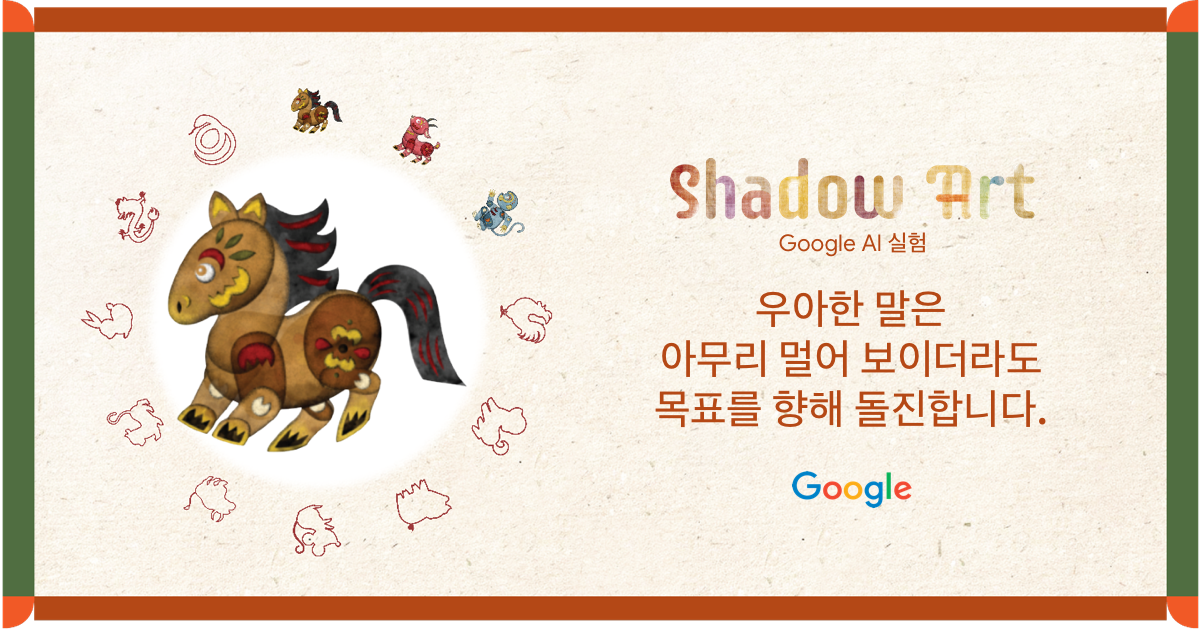 Shadow Art
Google AI 실험
우아한 말은
아무리 멀어 보이더라도
목표를 향해 돌진합니다.
Google